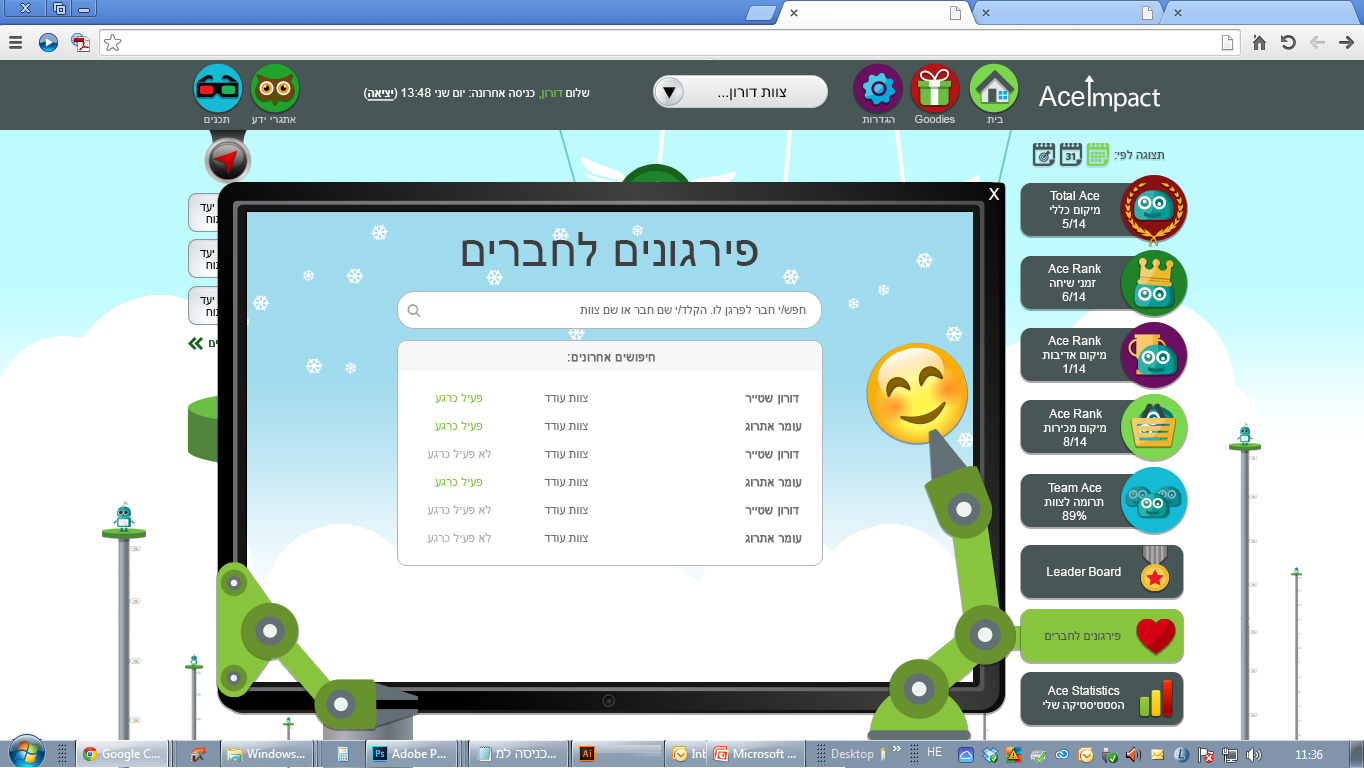 AceImpact
בית
Goodies
הגדרות
צוות דורון...
שלום דורון, כניסה אחרונה: יום שני 13:48 (יציאה)
אתגרי ידע
תכנים
תצוגה לפי:
31
Total Ace
מיקום כללי
5/14
Ace Rank
זמני שיחה
6/14
Ace Rank
מיקום אדיבות
1/14
Ace Rank
מיקום מכירות
8/14
Team Ace
תרומה לצוות
89%
Leader Board
פירגונים לחברים
Ace Statistics
הסטטיסטיקה שלי
X
פירגונים לחברים
חפש/י חבר לפרגן לו. הקלד/י שם חבר או שם צוות
חיפושים אחרונים:
דורון שטייר צוות עודד פעיל כרגע
עומר אתרוג צוות עודד פעיל כרגע
דורון שטייר צוות עודד לא פעיל כרגע
עומר אתרוג צוות עודד פעיל כרגע
דורון שטייר צוות עודד לא פעיל כרגע
עומר אתרוג צוות עודד לא פעיל כרגע
יעד
יעד
יעד
Google C...
Windows...
Adobe P...
כניסה למ...
Inb
Microsoft ...
Desktop
HE
11:36